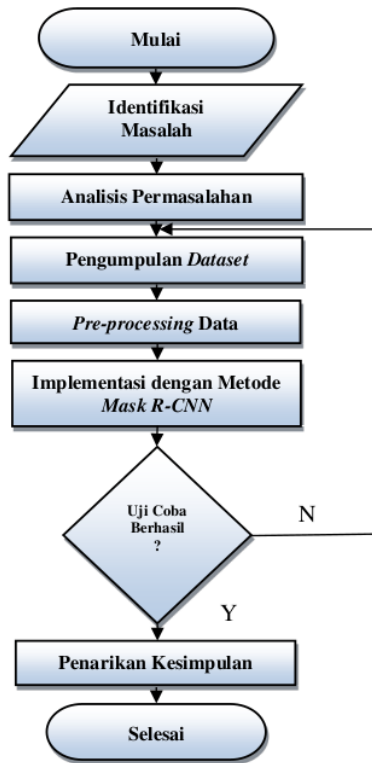 Mulai
Identifikasi
Masalah
Analisis Permasalahan
Pengumpulan Dataset
Pre-processing Data
Implementasi dengan Metode
Mask R-CNN
Uji Coba
Berhasil
?
N
Y
Penarikan Kesimpulan
Selesai